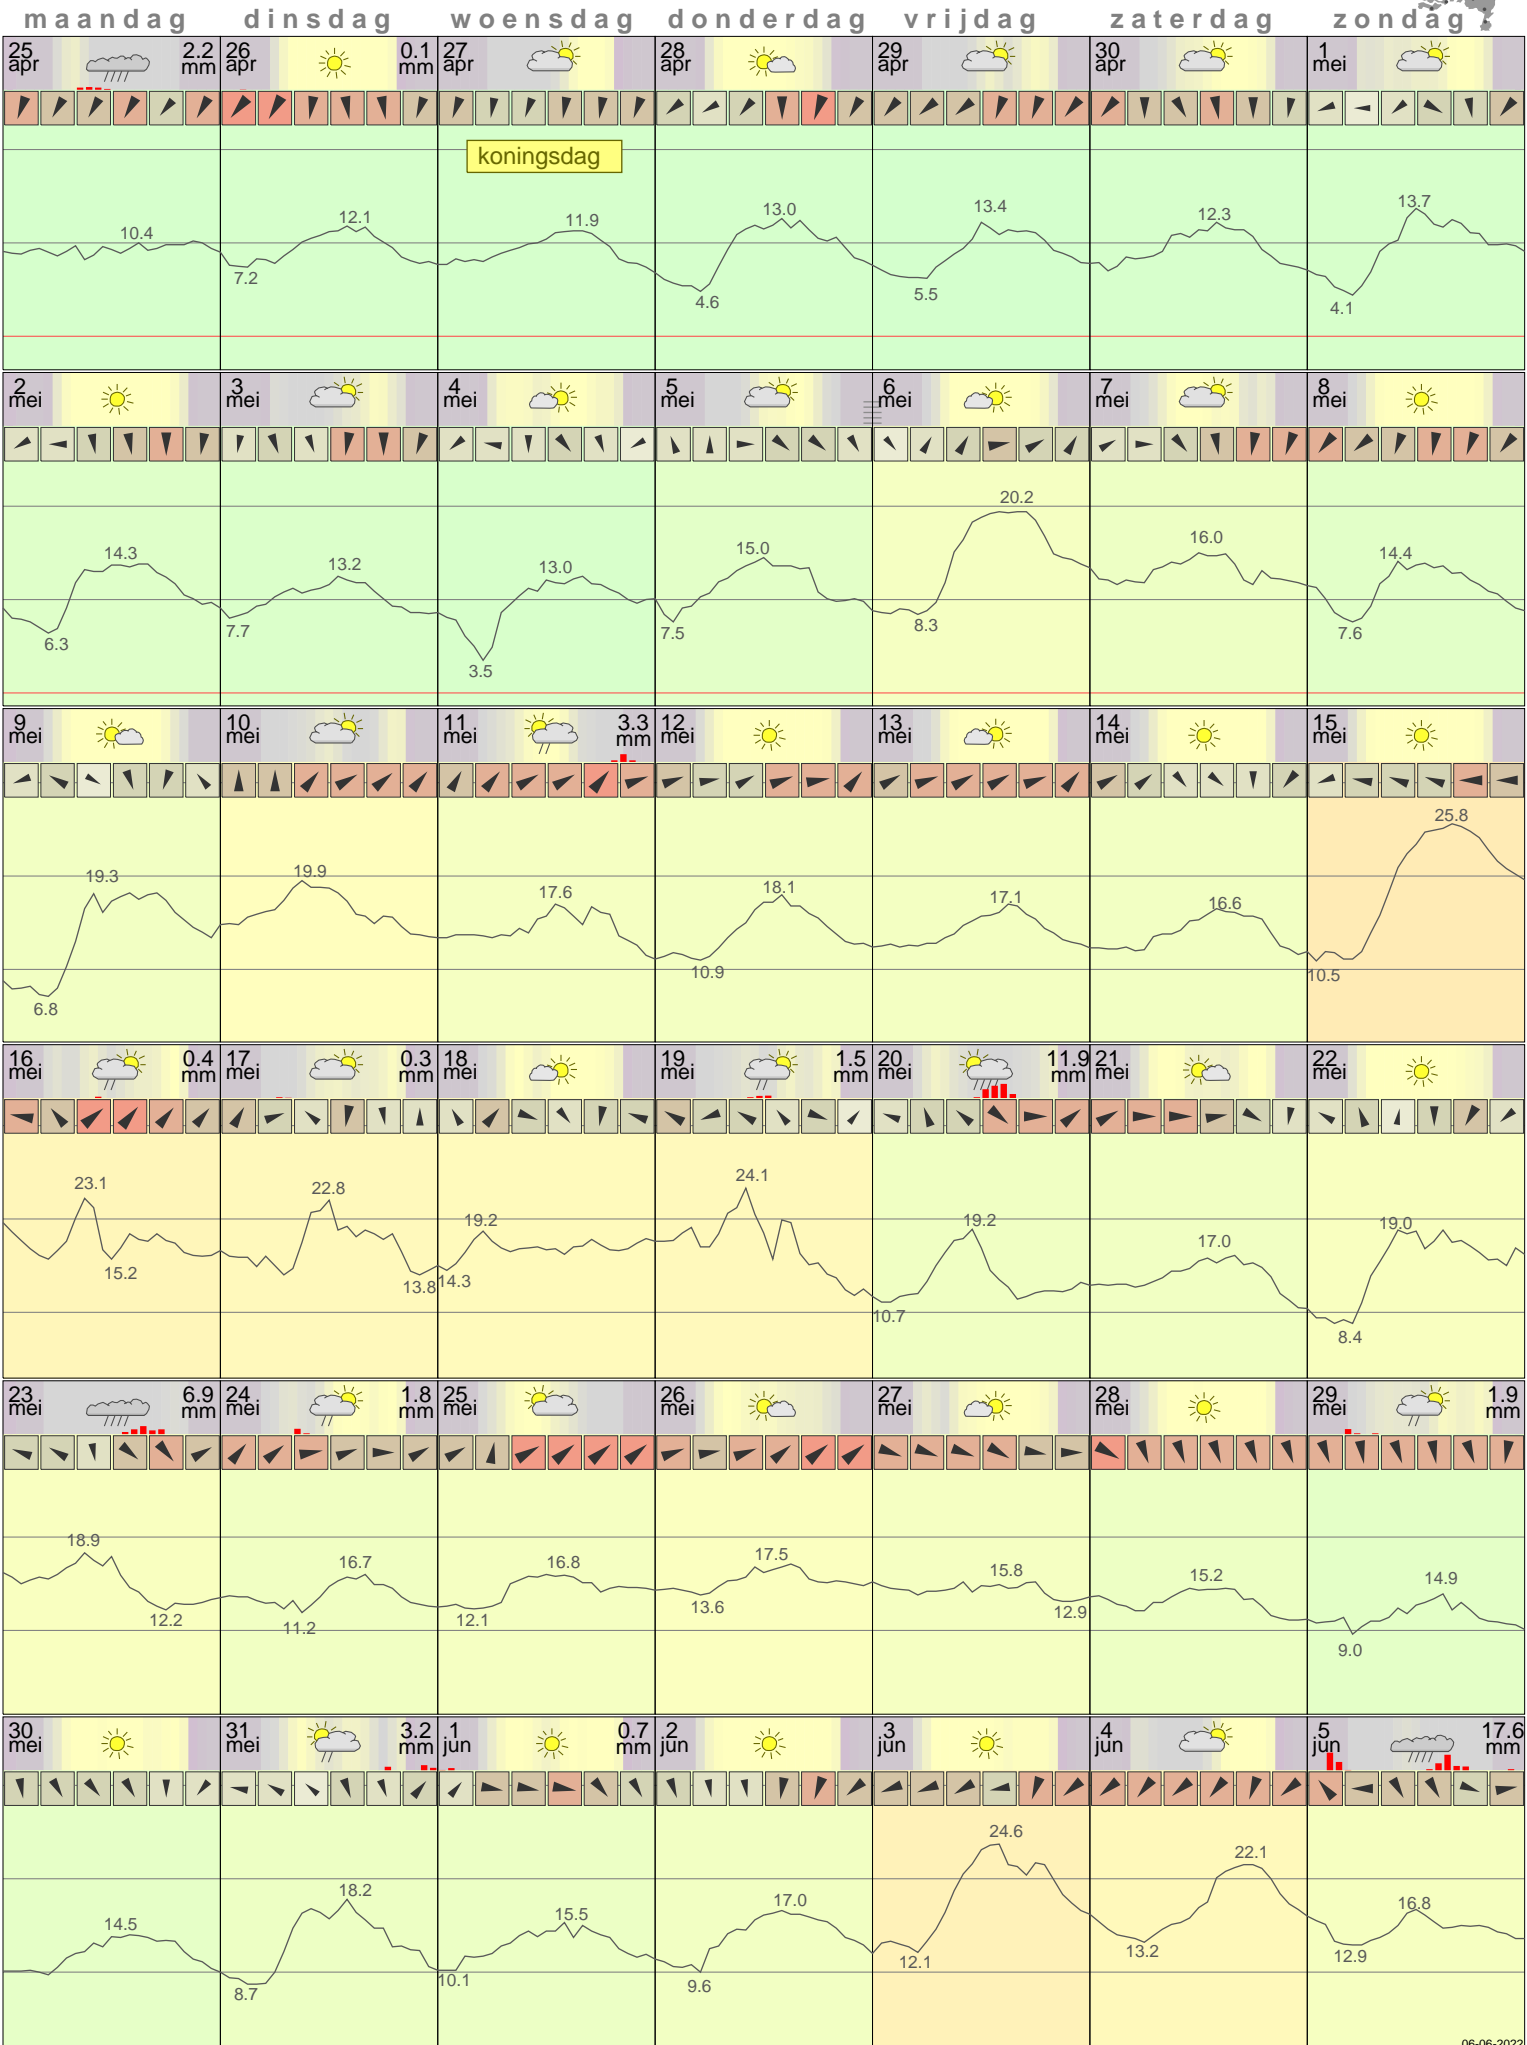 maandag dinsdag woensdag donderdag vrijdag zaterdag zondag
25 2.2 26 0.1 27 28 29 30 1
apr mm apr mm apr apr apr apr mei
koningsdag
10.4 12.1 11.9 13.0 13.4 12.3 13.7
7.2 4.6 5.5 4.1
2 3 4 5 6 7 8
mei mei mei mei mei mei mei
14.3 13.2 13.0 15.0 20.2 16.0 14.4
6.3 7.7 3.5 7.5 8.3 7.6
9 10 11 3.3 12 13 14 15
mei mei mei mm mei mei mei mei
19.3 19.9 17.6 18.1 17.1 16.6 25.8
6.8 10.9 10.5
16 0.4 17 0.3 18 19 1.5 20 11.9 21 22
mei mm mei mm mei mei mm mei mm mei mei
23.1 22.8 19.2 24.1 19.2 17.0 19.0
15.2 13.8 14.3 10.7 8.4
23 6.9 24 1.8 25 26 27 28 29 1.9
mei mm mei mm mei mei mei mei mei mm
18.9 16.7 16.8 17.5 15.8 15.2 14.9
12.2 11.2 12.1 13.6 12.9 9.0
30 31 3.2 1 0.7 2 3 4 5 17.6
mei mei mm jun mm jun jun jun jun mm
14.5 18.2 15.5 17.0 24.6 22.1 16.8
8.7 10.1 9.6 12.1 13.2 12.9
06-06-2022